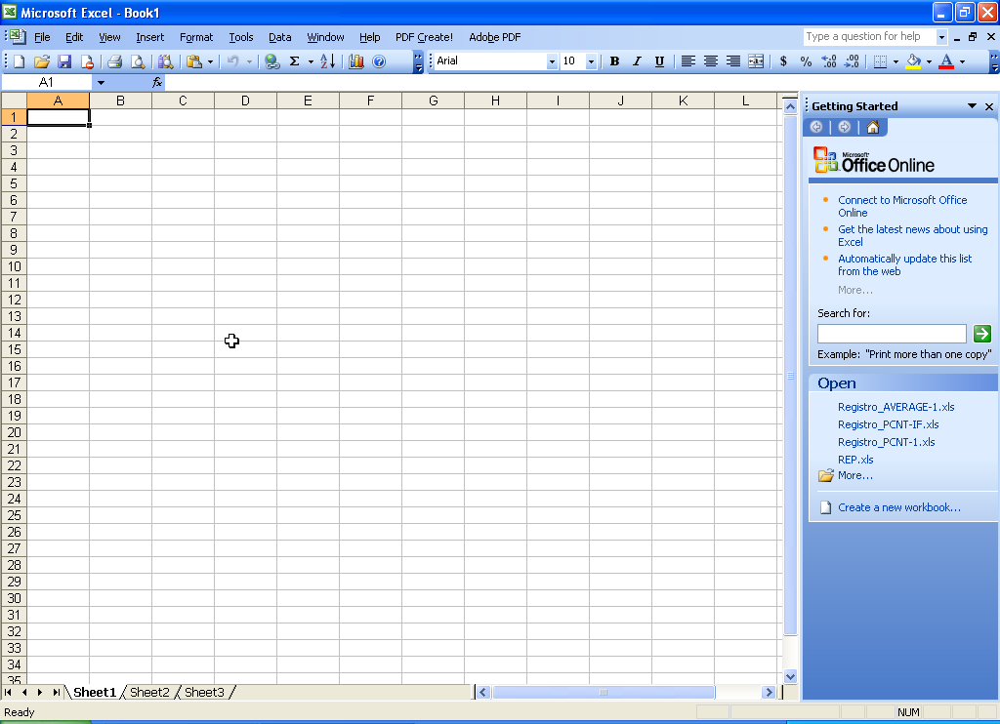 Microsoft Excel - Book1
File Edit View Insert Format Tools Data Window Help PDF Create! Adobe PDF
Type a question for help
Arial 10 B I U $ %
A1 fx
A B C D E F G H I J K L
1
2
3
4
5
6
7
8
9
10
11
12
13
14
15
16
17
18
19
20
21
22
23
24
25
26
27
28
29
30
31
32
33
34
35
Getting Started
Microsoft
Office Online
Connect to Microsoft Office
Online
Get the latest news about using
Excel
Automatically update this list
from the web
More...
Search for:
Example: "Print more than one copy"
Open
Registro_AVERAGE-1.xls
Registro_PCNT-IF.xls
Registro_PCNT-1.xls
REP.xls
More...
Create a new workbook...
Sheet1 Sheet2 Sheet3
Ready
NUM